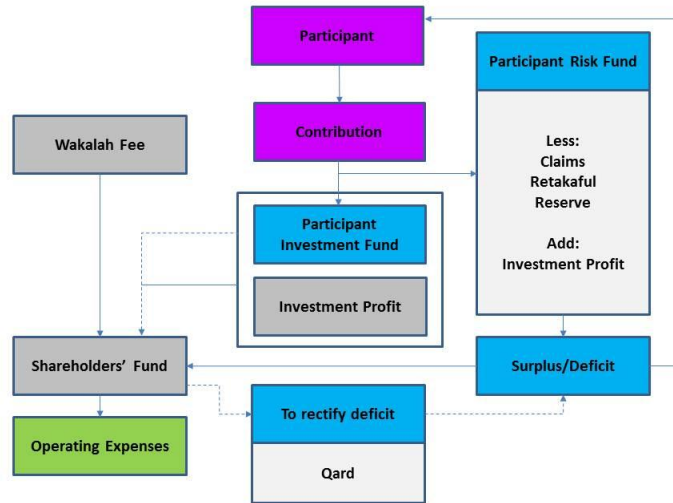 Participant
Participant Risk Fund
Wakalah Fee
Contribution
Less:
Claims
Retakaful
Reserve
Add:
Investment Profit
Participant
Investment Fund
Investment Profit
Shareholders’ Fund
Surplus/Deficit
To rectify deficit
Operating Expenses
Qard